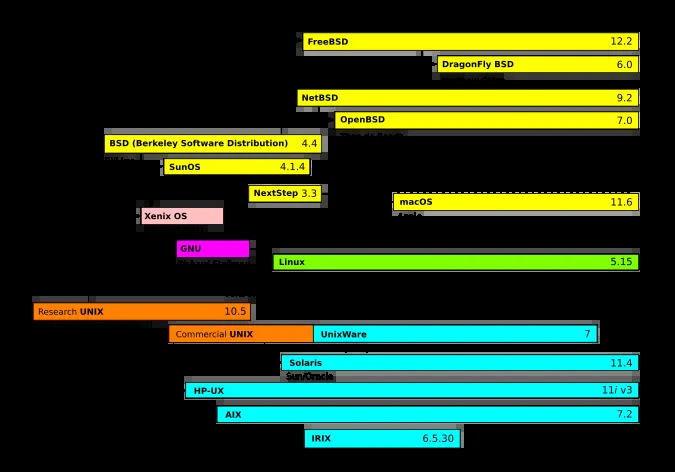 FreeBSD 12.2
DragonFly BSD 6.0
NetBSD 9.2
OpenBSD 7.0
BSD (Berkeley Software Distribution) 4.4
SunOS 4.1.4
NextStep 3.3
macOS 11.6
Apple
Xenix OS
GNU
Linux 5.15
Research UNIX 10.5
Commercial UNIX UnixWare 7
Solaris 11.4
Sun/Oracle
HP-UX 11i v3
AIX 7.2
IRIX 6.5.30